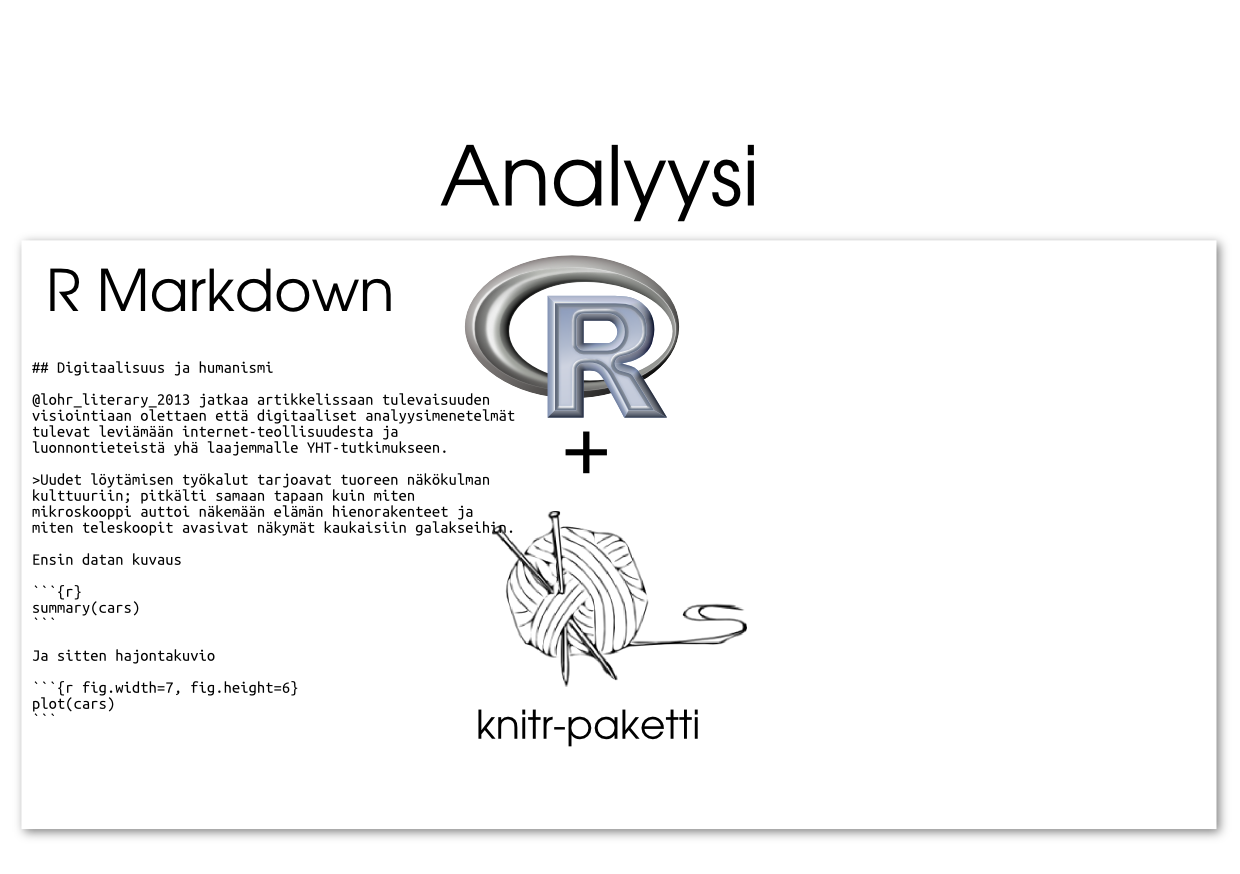 Analyysi
R Markdown
## Digitaalisuus ja humanismi
@lohr_literary_2013 jatkaa artikkelissaan tulevaisuuden
visiointiaan olettaen että digitaaliset analyysimenetelmät
tulevat leviämään internet-teollisuudesta ja
luonnontieteistä yhä laajemmalle YHT-tutkimukseen.
>Uudet löytämisen työkalut tarjoavat tuoreen näkökulman
kulttuuriin; pitkälti samaan tapaan kuin miten
mikroskooppi auttoi näkemään elämän hienorakenteet ja
miten teleskoopit avasivat näkymät kaukaisiin galakseihin.
Ensin datan kuvaus
```{r}
summary(cars)
```
Ja sitten hajontakuvio
```{r fig.width=7, fig.height=6}
plot(cars)
```
R
+
knitr-paketti